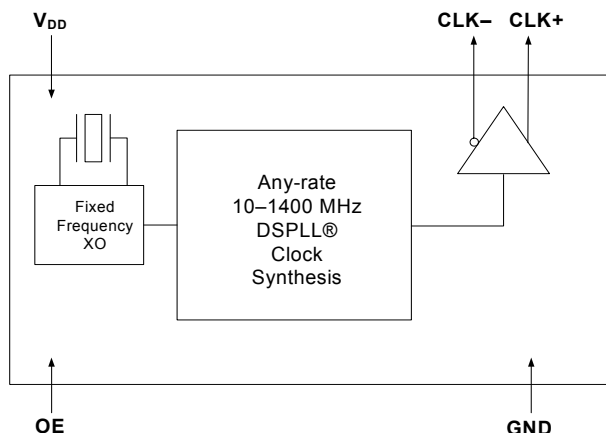 VDD
CLK– CLK+
Fixed
Frequency
XO
Any-rate
10–1400 MHz
DSPLL®
Clock
Synthesis
OE
GND